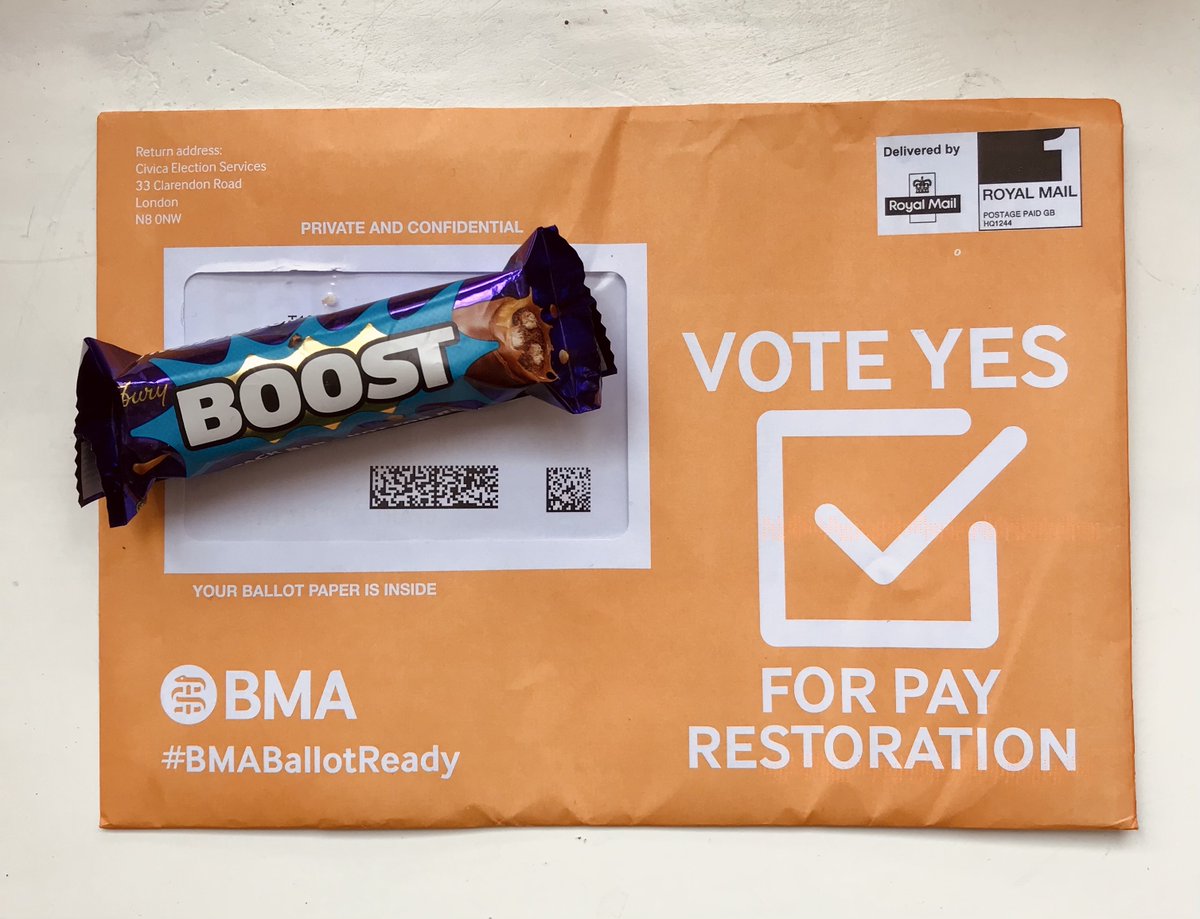 Return address:
Civica Election Services
33 Clarendon Road
London
N8 0NW
PRIVATE AND CONFIDENTIAL
Delivered by
Royal Mail
1
ROYAL MAIL
POSTAGE PAID GB
HQ1244
BOOST
VOTE YES
FOR PAY
RESTORATION
YOUR BALLOT PAPER IS INSIDE
BMA
#BMABallotReady